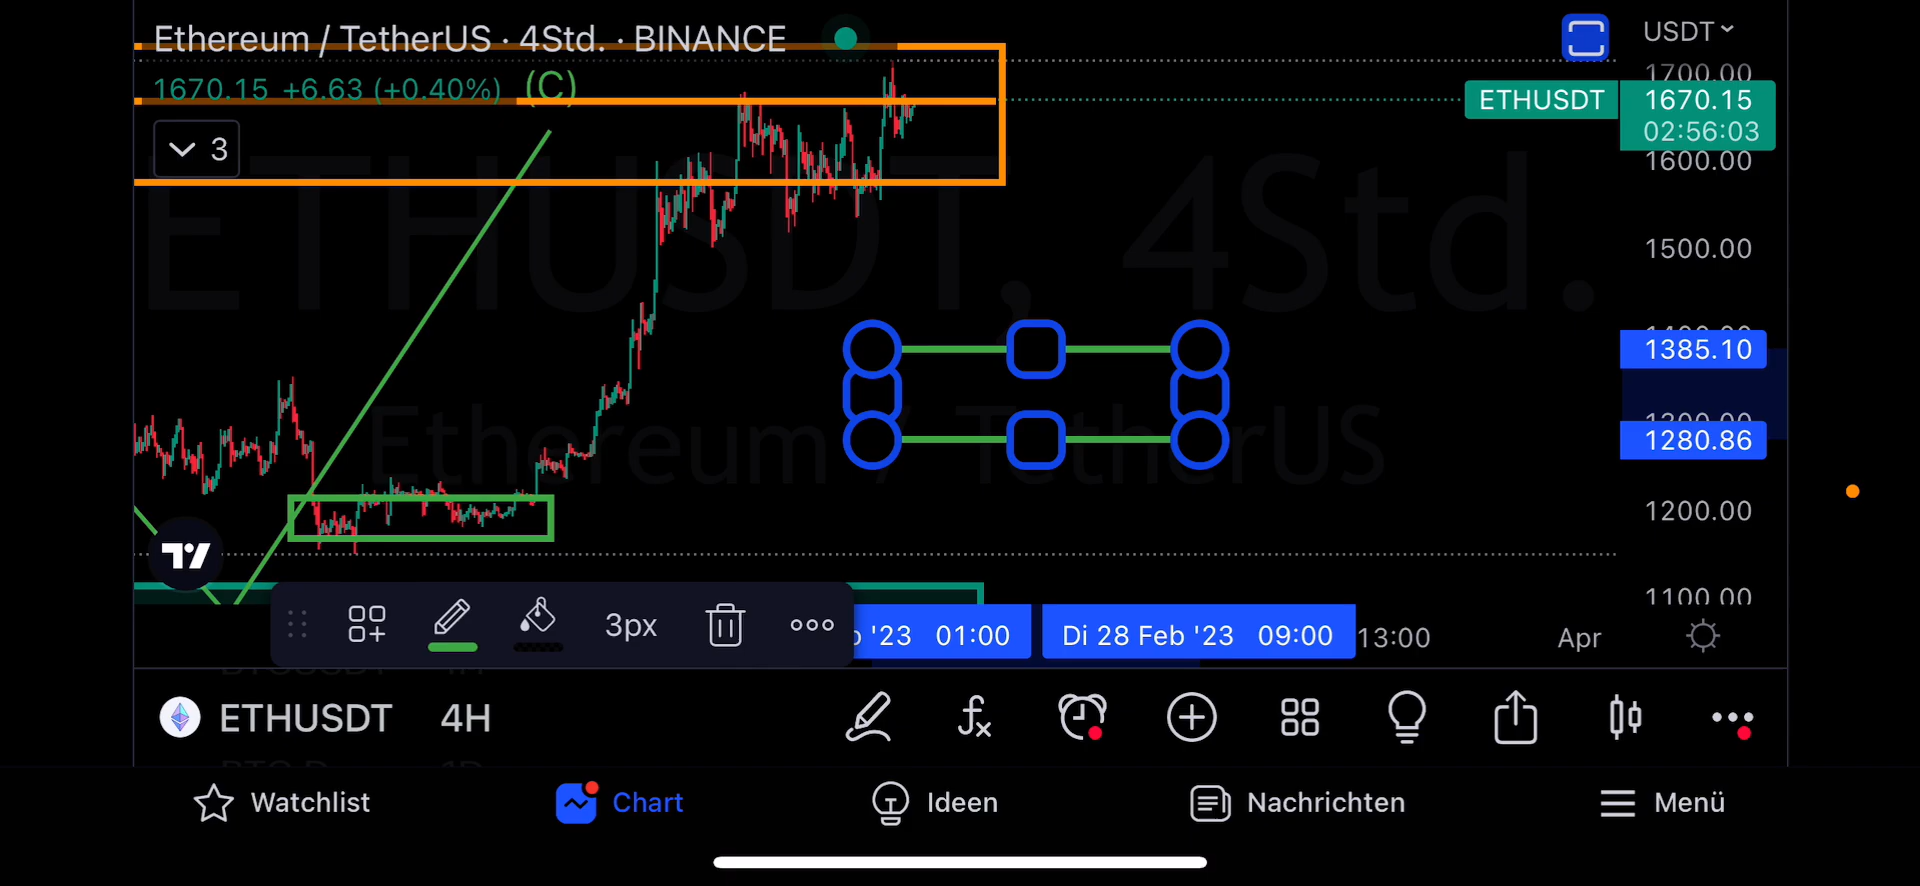 Ethereum / TetherUS · 4Std. · BINANCE
USDT
1670.15 +6.63 (+0.40%) (C)
1700.00
ETHUSDT 1670.15
02:56:03
3
1600.00
ETHUSDT, 4Std.
1500.00
1385.10
Ethereum / TetherUS
1280.86
1200.00
1100.00
3px
'23 01:00
Di 28 Feb '23 09:00
13:00
Apr
ETHUSDT 4H
Watchlist
Chart
Ideen
Nachrichten
Menü